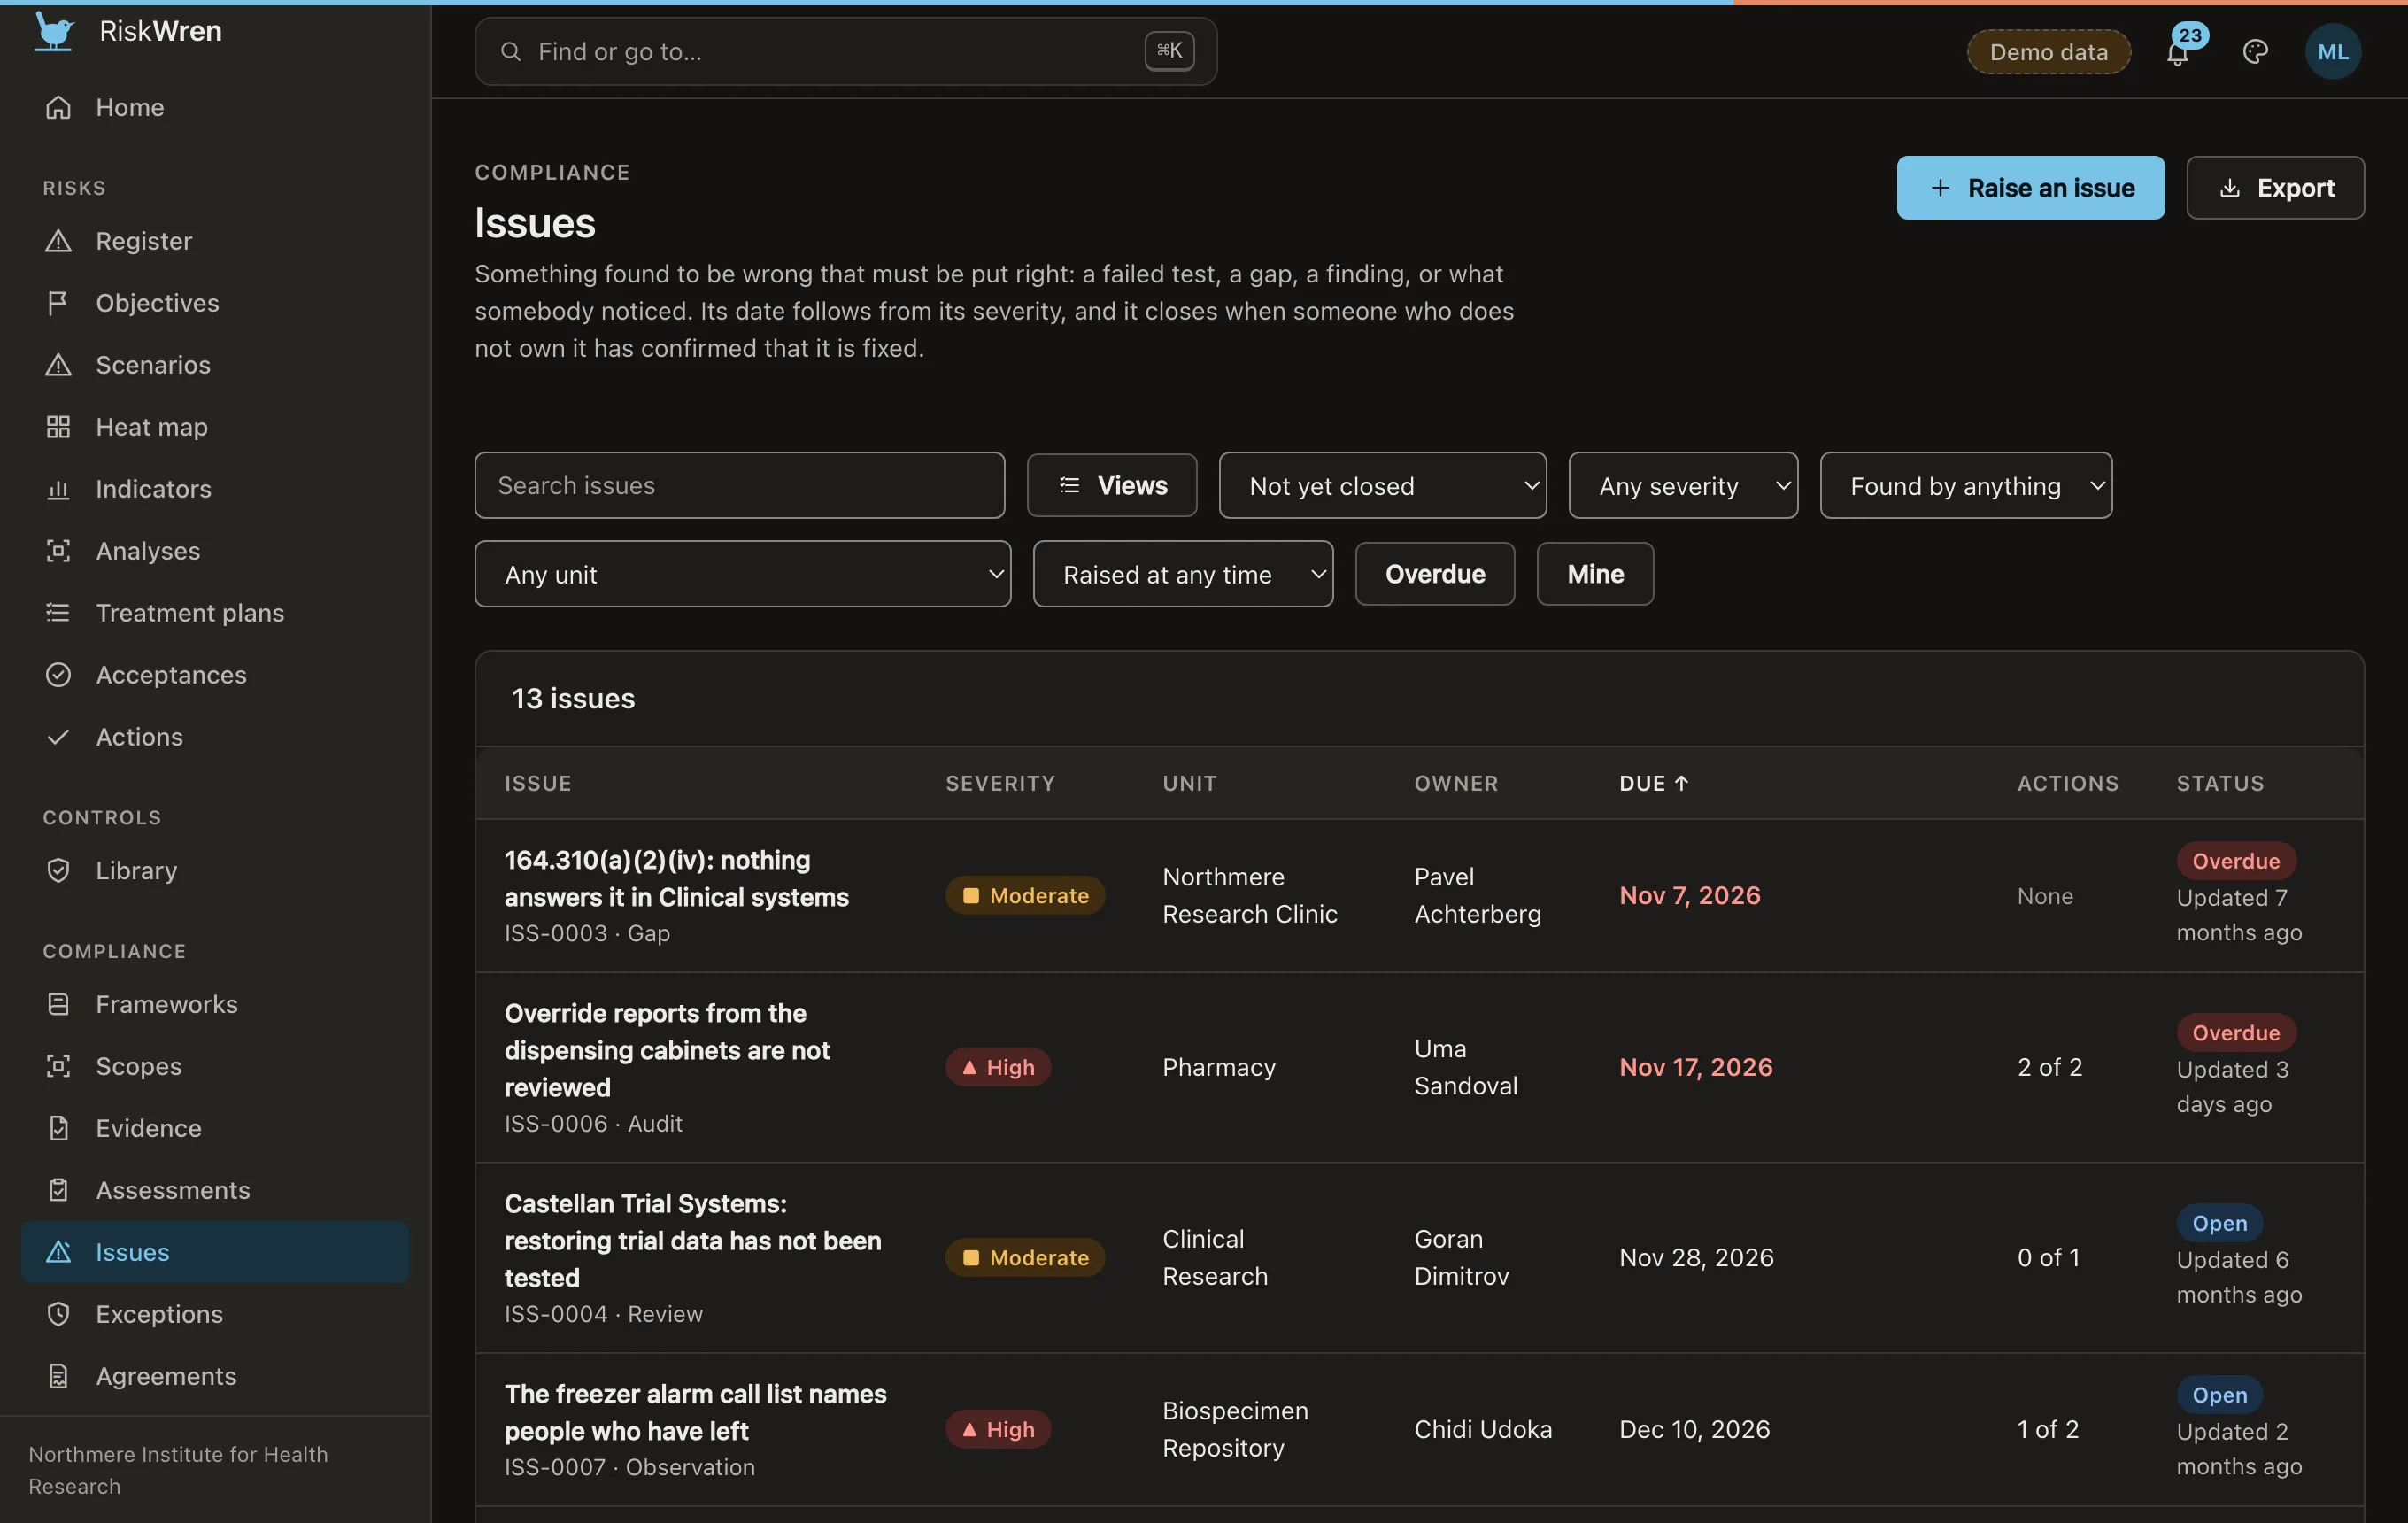 RiskWren
Find or go to...
⌘K
Demo data
23
ML
Home
RISKS
Register
Objectives
Scenarios
Heat map
Indicators
Analyses
Treatment plans
Acceptances
Actions
CONTROLS
Library
COMPLIANCE
Frameworks
Scopes
Evidence
Assessments
Issues
Exceptions
Agreements
Northmere Institute for Health
Research
COMPLIANCE
Issues
Something found to be wrong that must be put right: a failed test, a gap, a finding, or what
somebody noticed. Its date follows from its severity, and it closes when someone who does
not own it has confirmed that it is fixed.
Raise an issue
Export
Search issues
Views
Not yet closed
Any severity
Found by anything
Any unit
Raised at any time
Overdue
Mine
13 issues
ISSUE SEVERITY UNIT OWNER DUE ↑ ACTIONS STATUS
164.310(a)(2)(iv): nothing
answers it in Clinical systems
ISS-0003 · Gap
Moderate
Northmere
Research Clinic
Pavel
Achterberg
Nov 7, 2026
None
Overdue
Updated 7
months ago
Override reports from the
dispensing cabinets are not
reviewed
ISS-0006 · Audit
High
Pharmacy
Uma
Sandoval
Nov 17, 2026
2 of 2
Overdue
Updated 3
days ago
Castellan Trial Systems:
restoring trial data has not been
tested
ISS-0004 · Review
Moderate
Clinical
Research
Goran
Dimitrov
Nov 28, 2026
0 of 1
Open
Updated 6
months ago
The freezer alarm call list names
people who have left
ISS-0007 · Observation
High
Biospecimen
Repository
Chidi Udoka
Dec 10, 2026
1 of 2
Open
Updated 2
months ago